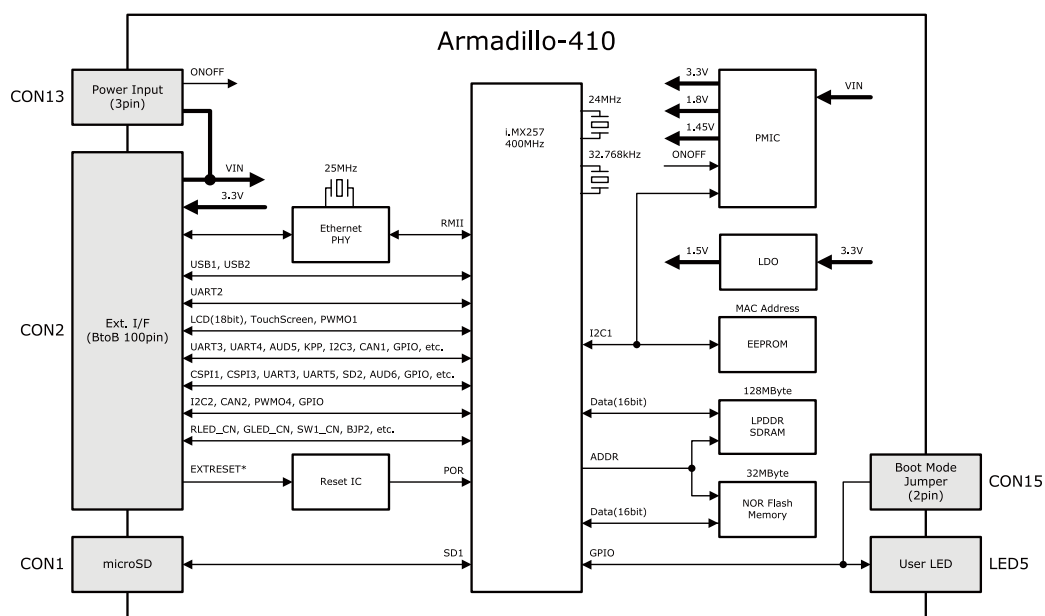 Armadillo-410
CON13
Power Input
(3pin)
ONOFF
VIN
3.3V
CON2
Ext. I/F
(BtoB 100pin)
25MHz
Ethernet
PHY
RMII
USB1, USB2
UART2
LCD(18bit), TouchScreen, PWMO1
UART3, UART4, AUD5, KPP, I2C3, CAN1, GPIO, etc.
CSPI1, CSPI3, UART3, UART5, SD2, AUD6, GPIO, etc.
I2C2, CAN2, PWMO4, GPIO
RLED_CN, GLED_CN, SW1_CN, BJP2, etc.
EXTRESET*
Reset IC
POR
CON1
microSD
SD1
i.MX257
400MHz
24MHz
32.768kHz
3.3V
1.8V
1.45V
ONOFF
PMIC
VIN
1.5V
LDO
3.3V
MAC Address
I2C1
EEPROM
128MByte
Data(16bit)
LPDDR
SDRAM
ADDR
32MByte
NOR Flash
Memory
Data(16bit)
GPIO
Boot Mode
Jumper
(2pin)
CON15
User LED
LED5